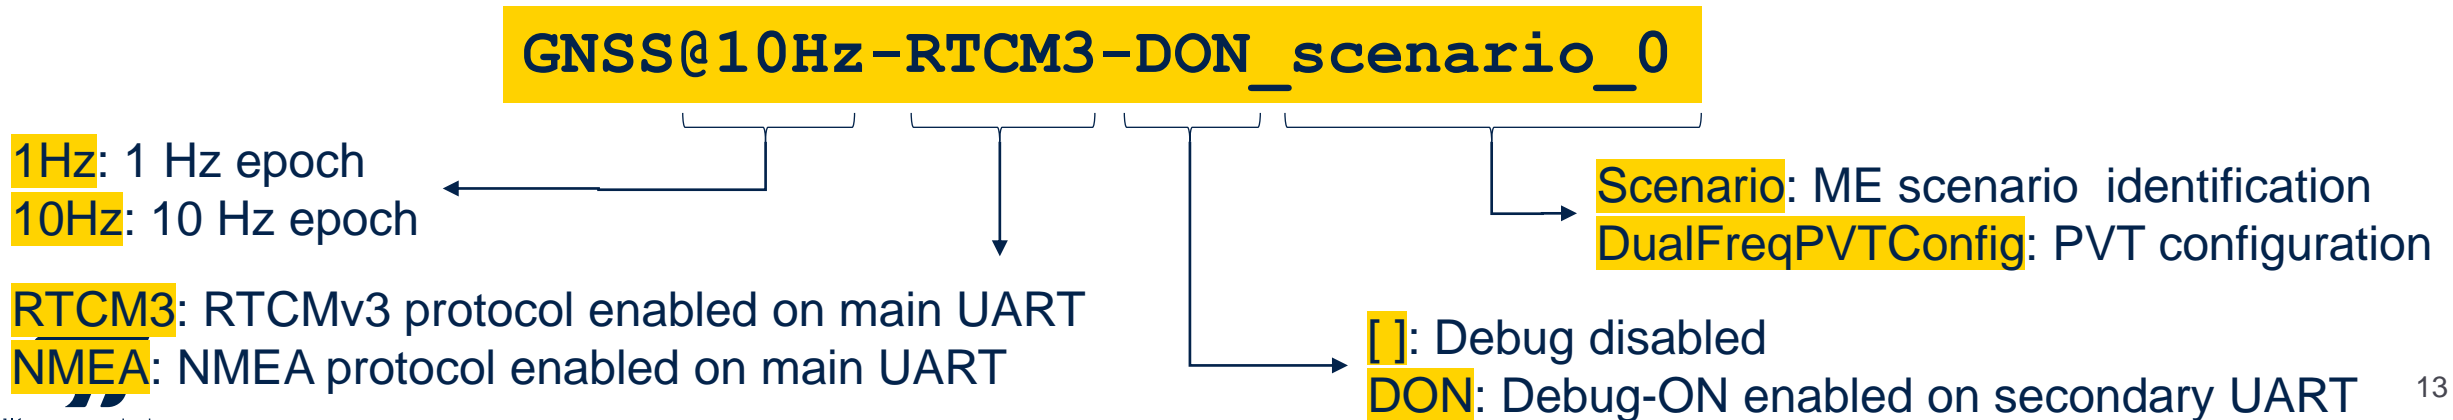 GNSS@10Hz-RTCM3-DON_scenario_0
1Hz: 1 Hz epoch
10Hz: 10 Hz epoch
Scenario: ME scenario identification
DualFreqPVTConfig: PVT configuration
RTCM3: RTCMv3 protocol enabled on main UART
NMEA: NMEA protocol enabled on main UART
[ ]: Debug disabled
DON: Debug-ON enabled on secondary UART
13